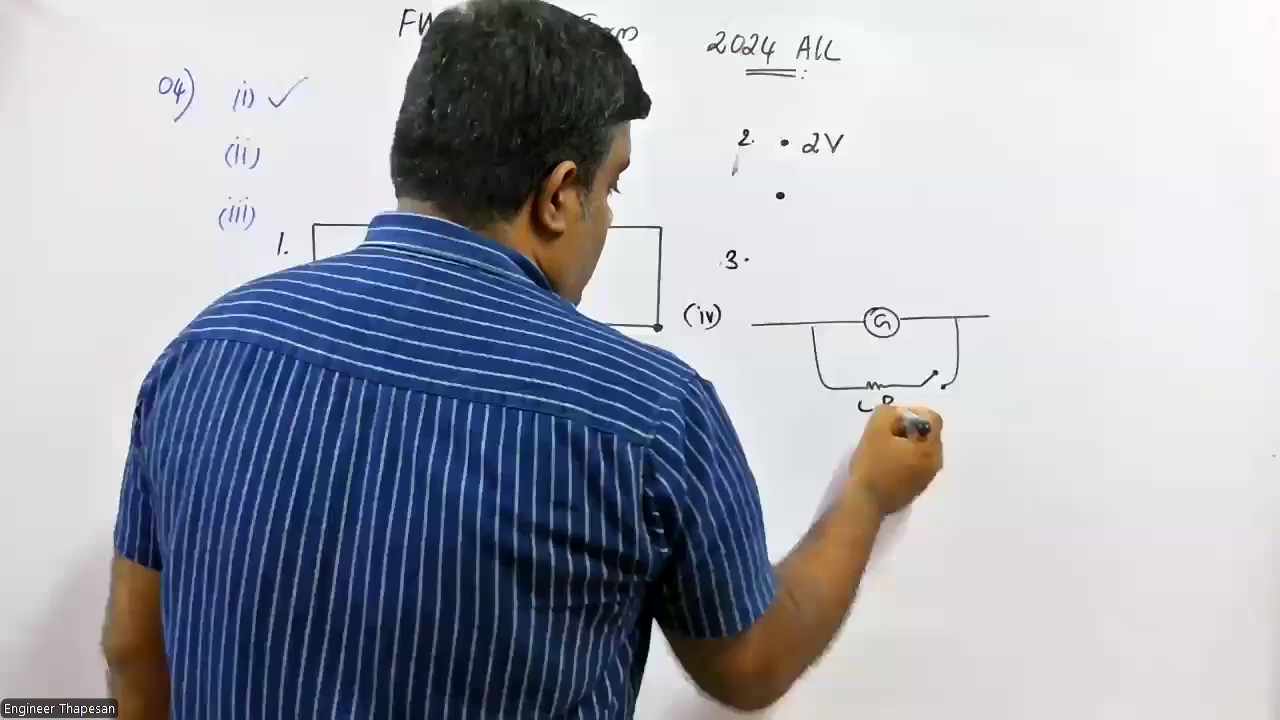 2024 A/L
04) (i) ✓
(ii)
(iii)
1.
2. • 2V
•
3.
(iv)
G
Engineer Thapesan